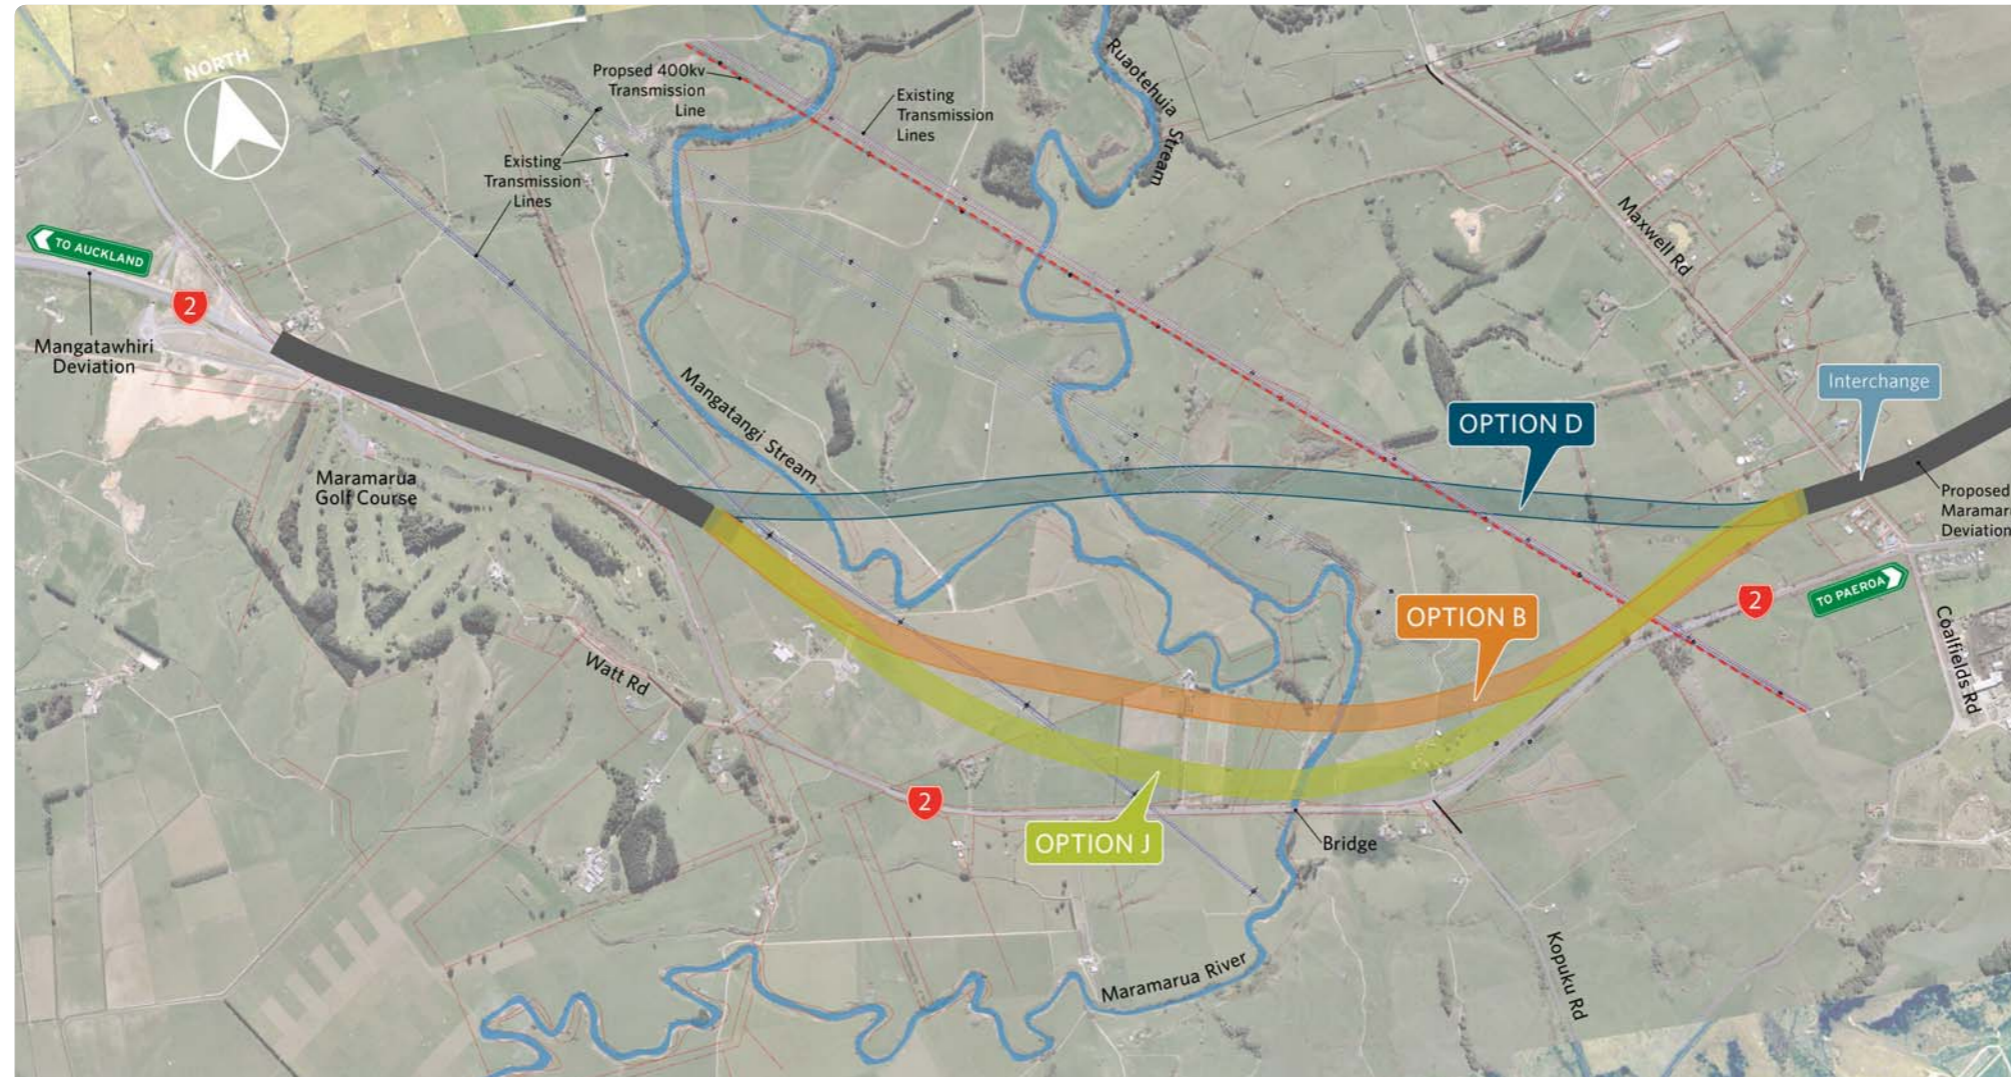 NORTH
Propsed 400kv
Transmission
Line
Existing
Transmission
Lines
Existing
Transmission
Lines
Ruaotehuia Stream
Maxwell Rd
TO AUCKLAND
2
Mangatawhiri
Deviation
Mangatangi Stream
Maramarua
Golf Course
OPTION D
Interchange
Proposed
Deviation
OPTION B
2
TO PAEROA
Coalfields Rd
Watt Rd
2
OPTION J
Bridge
Maramarua River
Kopuku Rd